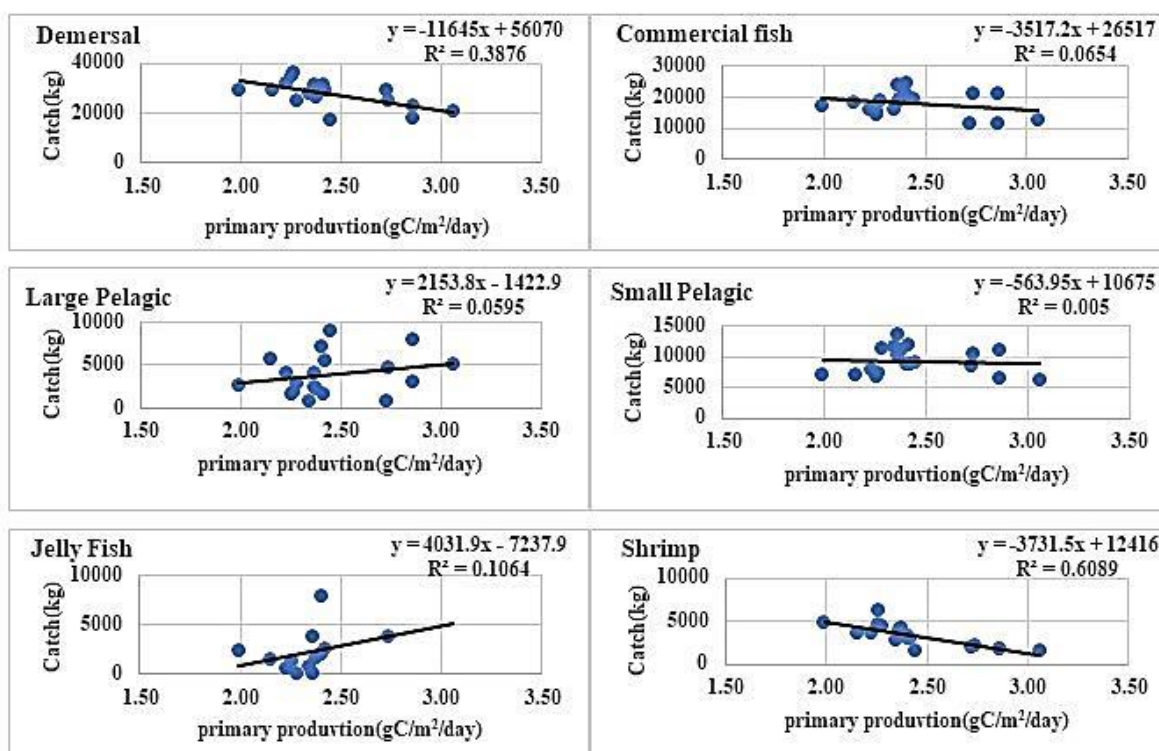 Demersal
y = -11645x + 56070
R² = 0.3876
Catch(kg)
40000
20000
0
1.50 2.00 2.50 3.00 3.50
primary produvtion(gC/m²/day)
Commercial fish
y = -3517.2x + 26517
R² = 0.0654
Catch(kg)
30000
20000
10000
0
1.50 2.00 2.50 3.00 3.50
primary produvtion(gC/m²/day)
Large Pelagic
y = 2153.8x - 1422.9
R² = 0.0595
Catch(kg)
10000
5000
0
1.50 2.00 2.50 3.00 3.50
primary produvtion(gC/m²/day)
Small Pelagic
y = -563.95x + 10675
R² = 0.005
Catch(kg)
15000
10000
5000
0
1.50 2.00 2.50 3.00 3.50
primary produvtion(gC/m²/day)
Jelly Fish
y = 4031.9x - 7237.9
R² = 0.1064
Catch(kg)
10000
5000
0
1.50 2.00 2.50 3.00 3.50
primary produvtion(gC/m²/day)
Shrimp
y = -3731.5x + 12416
R² = 0.6089
Catch(kg)
10000
5000
0
1.50 2.00 2.50 3.00 3.50
primary produvtion(gC/m²/day)